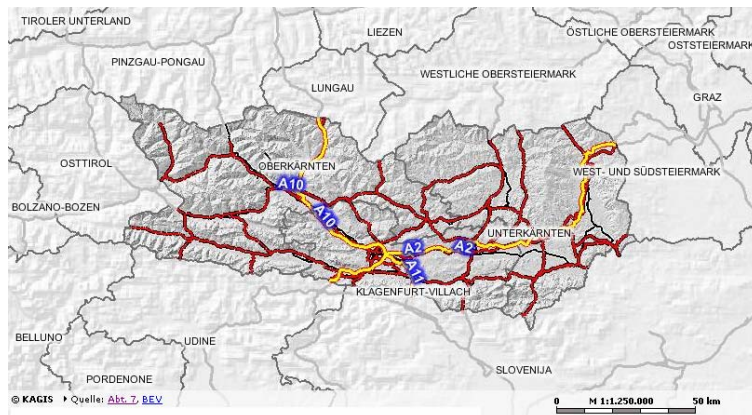 TIROLER UNTERLAND
LIEZEN
ÖSTLICHE OBERSTEIERMARK
OSTSTEIERMARK
PINZGAU-PONGAU
WESTLICHE OBERSTEIERMARK
LUNGAU
GRAZ
OSTTIROL
OBERKÄRNTEN
WEST- UND SÜDSTEIERMARK
A10
BOLZANO-BOZEN
A10
UNTERKÄRNTEN
A2
A2
A11
KLAGENFURT-VILLACH
BELLUNO
UDINE
SLOVENIJA
PORDENONE
© KAGIS Quelle: Abt. 7, BEV
0 M 1:1.250.000 50 km